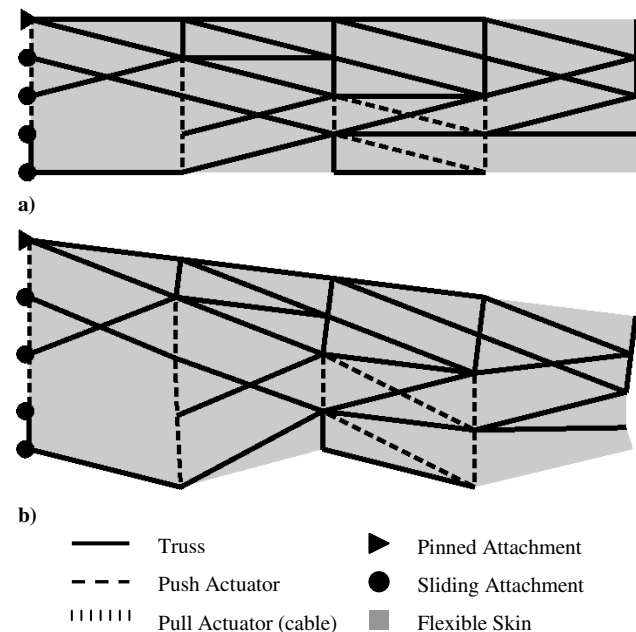 a)
b)
Truss
Pinned Attachment
Push Actuator
Sliding Attachment
Pull Actuator (cable)
Flexible Skin